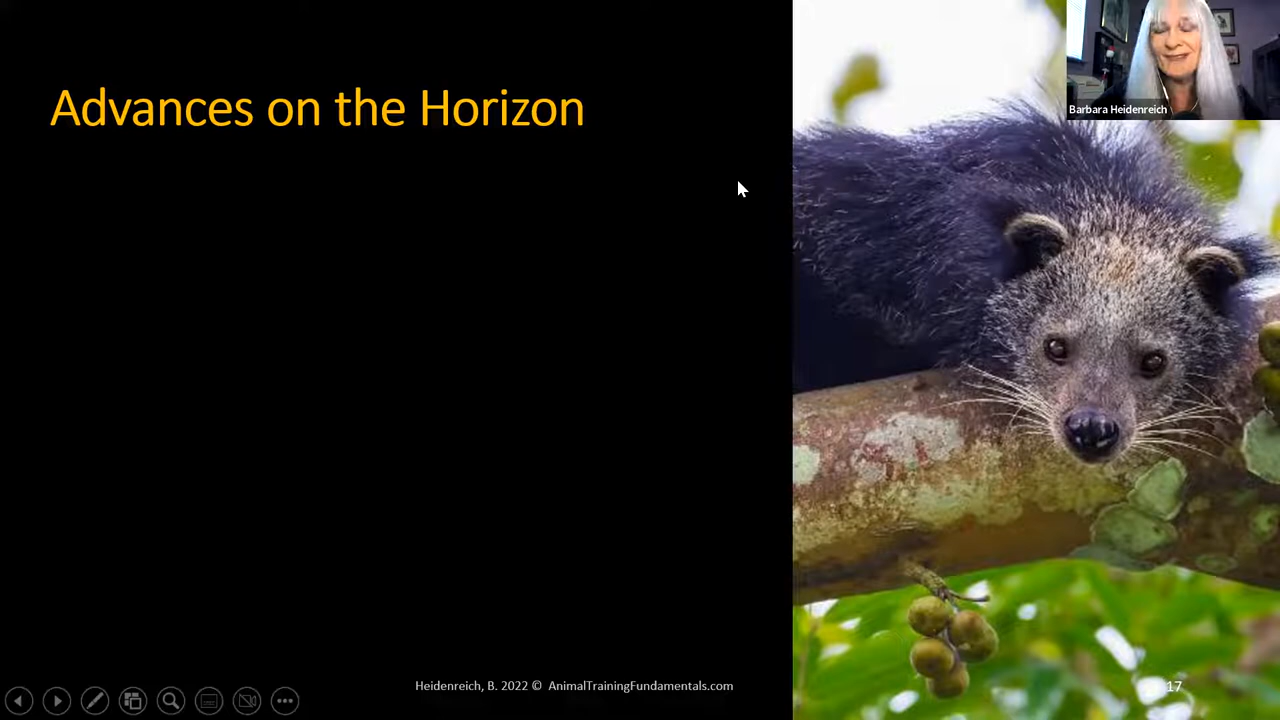 Advances on the Horizon
Barbara Heidenreich
Heidenreich, B. 2022 © AnimalTrainingFundamentals.com
17